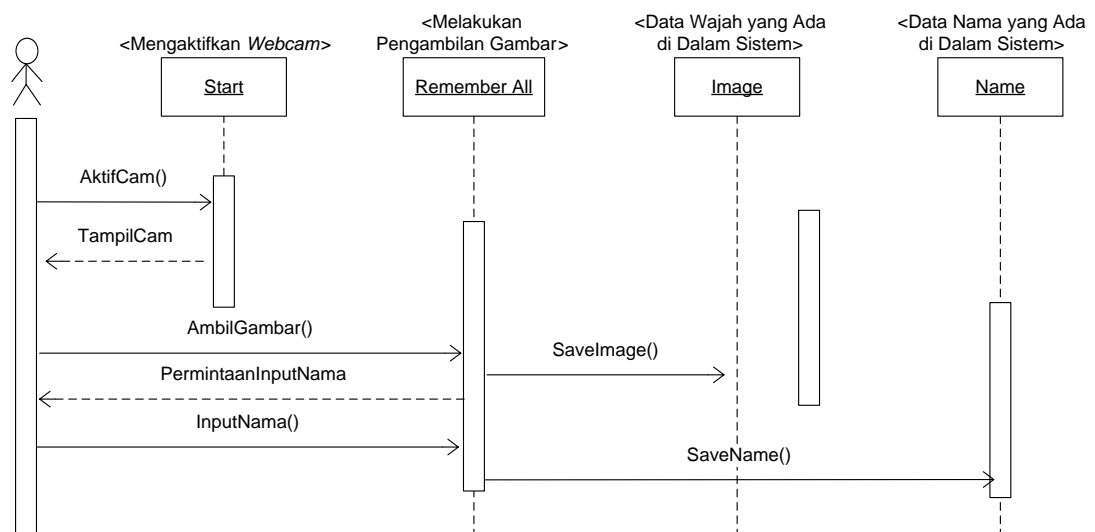 <Mengaktifkan Webcam>
<Melakukan
Pengambilan Gambar>
<Data Wajah yang Ada
di Dalam Sistem>
<Data Nama yang Ada
di Dalam Sistem>
Start
Remember All
Image
Name
AktifCam()
TampilCam
AmbilGambar()
SaveImage()
PermintaanInputNama
InputNama()
SaveName()